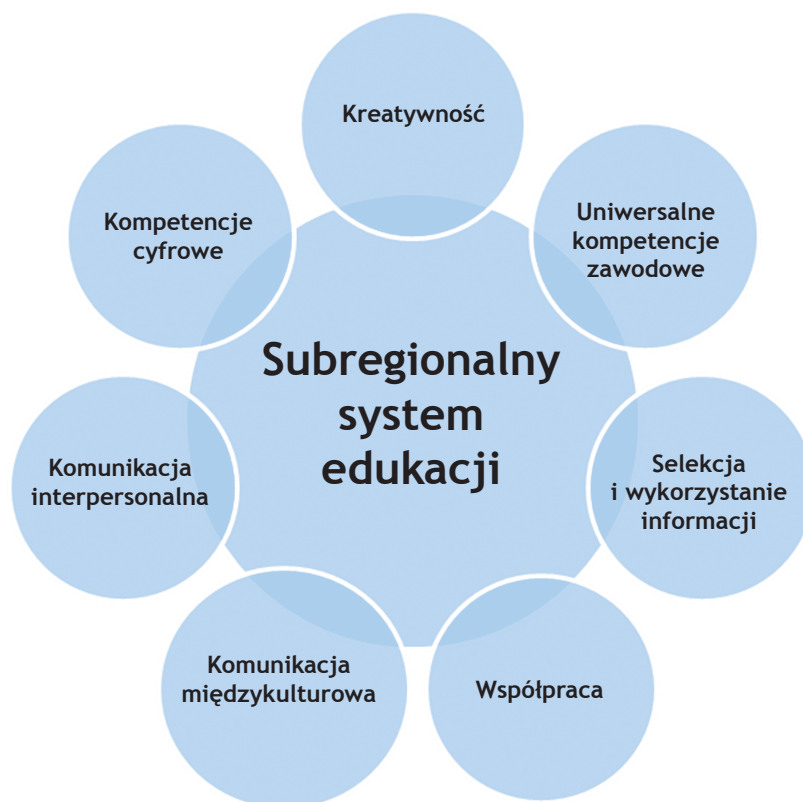 Kreatywność
Uniwersalne
kompetencje
zawodowe
Selekcja
i wykorzystanie
informacji
Współpraca
Komunikacja
międzykulturowa
Komunikacja
interpersonalna
Kompetencje
cyfrowe
Subregionalny
system
edukacji